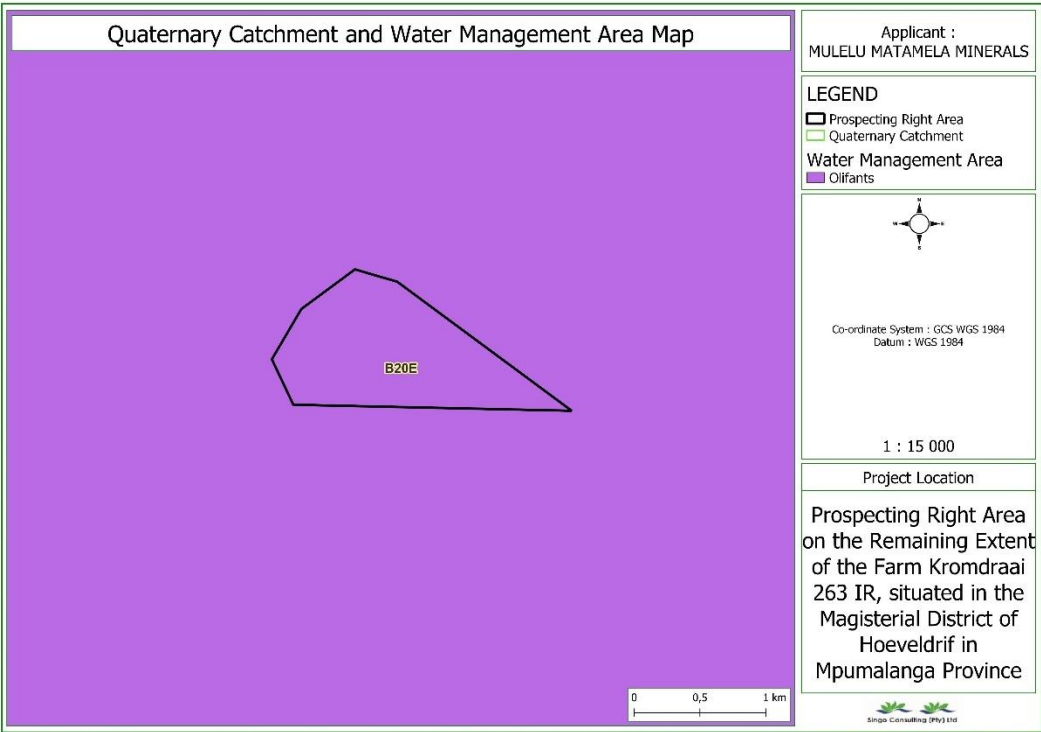 Quaternary Catchment and Water Management Area Map
Applicant :
MULELU MATAMELA MINERALS
LEGEND
Prospecting Right Area
Quaternary Catchment
Water Management Area
Olifants
N
W
E
S
Co-ordinate System : GCS WGS 1984
Datum : WGS 1984
1 : 15 000
B20E
0 0,5 1 km
Project Location
Prospecting Right Area
on the Remaining Extent
of the Farm Kromdraai
263 IR, situated in the
Magisterial District of
Hoeveldrif in
Mpumalanga Province
Singo Consulting (Pty) Ltd